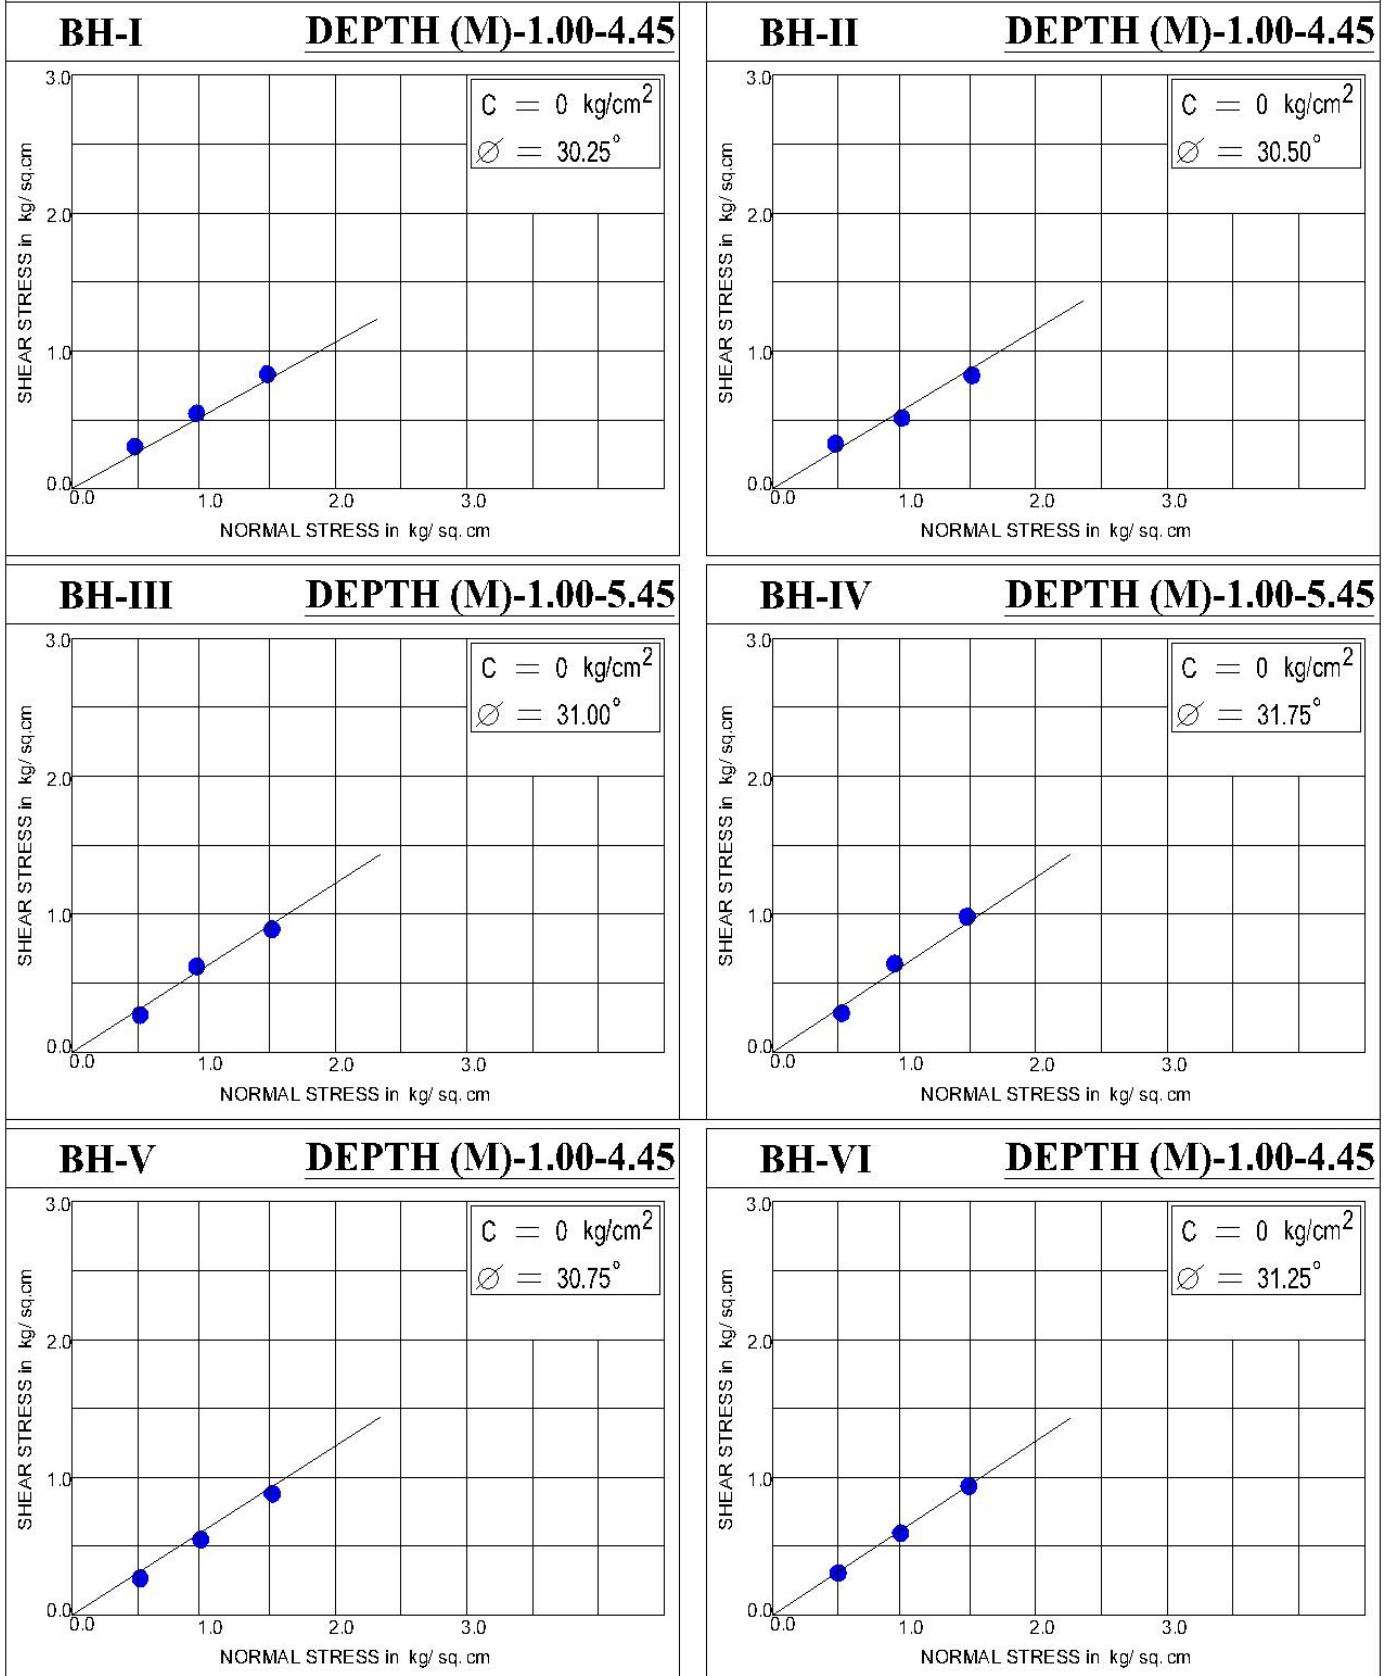 BH-I DEPTH (M)-1.00-4.45
3.0
C = 0 kg/cm2
∅ = 30.25°
2.0
1.0
0.0
0.0 1.0 2.0 3.0
SHEAR STRESS in kg/ sq.cm
NORMAL STRESS in kg/ sq. cm
BH-II DEPTH (M)-1.00-4.45
3.0
C = 0 kg/cm2
∅ = 30.50°
2.0
1.0
0.0
0.0 1.0 2.0 3.0
SHEAR STRESS in kg/ sq.cm
NORMAL STRESS in kg/ sq. cm
BH-III DEPTH (M)-1.00-5.45
3.0
C = 0 kg/cm2
∅ = 31.00°
2.0
1.0
0.0
0.0 1.0 2.0 3.0
SHEAR STRESS in kg/ sq.cm
NORMAL STRESS in kg/ sq. cm
BH-IV DEPTH (M)-1.00-5.45
3.0
C = 0 kg/cm2
∅ = 31.75°
2.0
1.0
0.0
0.0 1.0 2.0 3.0
SHEAR STRESS in kg/ sq.cm
NORMAL STRESS in kg/ sq. cm
BH-V DEPTH (M)-1.00-4.45
3.0
C = 0 kg/cm2
∅ = 30.75°
2.0
1.0
0.0
0.0 1.0 2.0 3.0
SHEAR STRESS in kg/ sq.cm
NORMAL STRESS in kg/ sq. cm
BH-VI DEPTH (M)-1.00-4.45
3.0
C = 0 kg/cm2
∅ = 31.25°
2.0
1.0
0.0
0.0 1.0 2.0 3.0
SHEAR STRESS in kg/ sq.cm
NORMAL STRESS in kg/ sq. cm